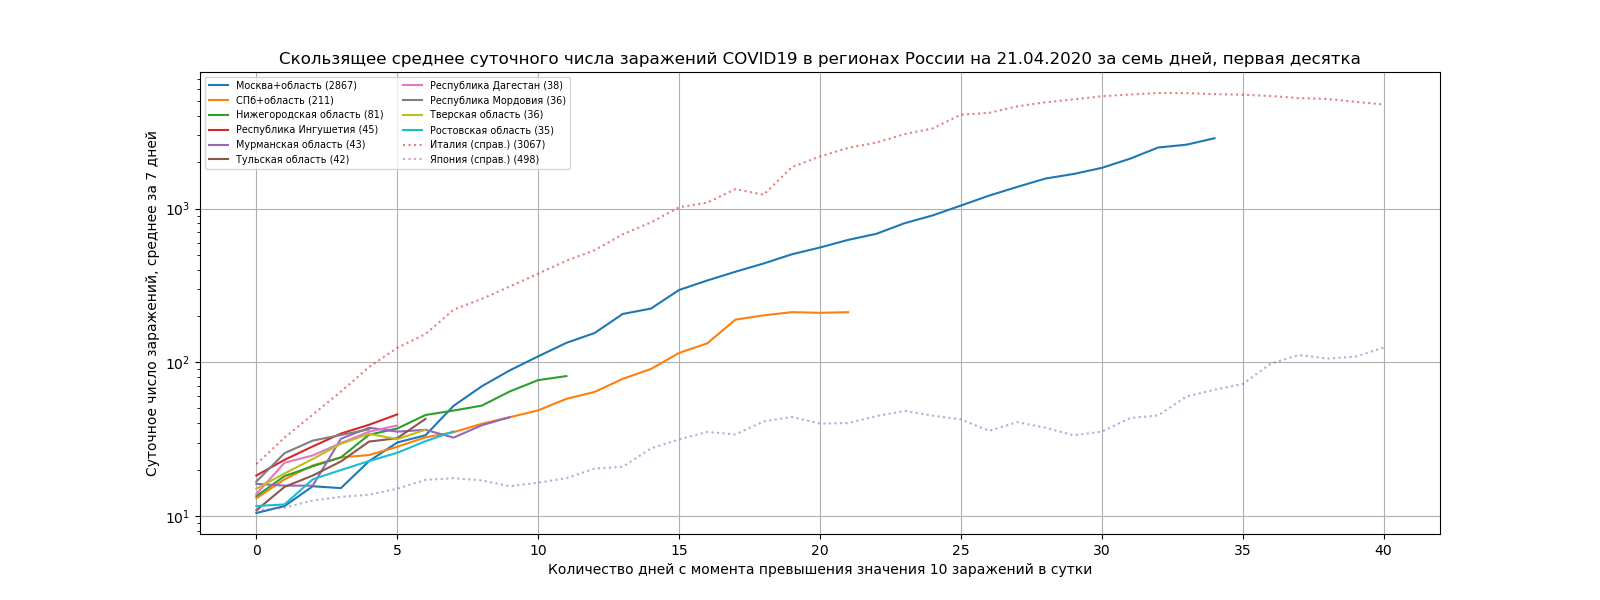 Скользящее среднее суточного числа заражений COVID19 в регионах России на 21.04.2020 за семь дней, первая десятка
Москва+область (2867)
СПб+область (211)
Нижегородская область (81)
Республика Ингушетия (45)
Мурманская область (43)
Тульская область (42)
Республика Дагестан (38)
Республика Мордовия (36)
Тверская область (36)
Ростовская область (35)
Италия (справ.) (3067)
Япония (справ.) (498)
Суточное число заражений, среднее за 7 дней
10³
10²
10¹
0 5 10 15 20 25 30 35 40
Количество дней с момента превышения значения 10 заражений в сутки